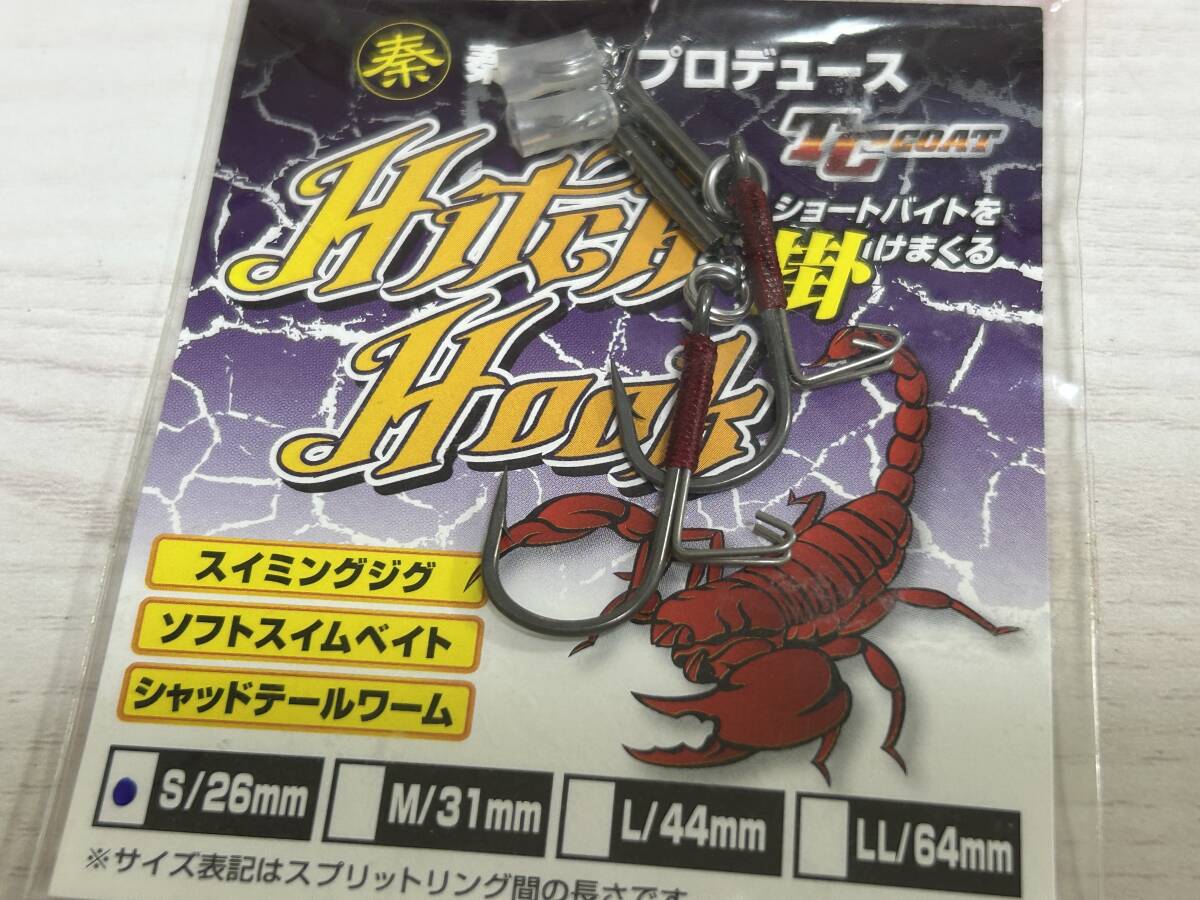 秦
秦 プロデュース
TC COAT
Hitch
Hook
ショートバイトを
掛けまくる
スイミングジグ
ソフトスイムベイト
シャッドテールワーム
S/26mm M/31mm L/44mm LL/64mm
※サイズ表記はスプリットリング間の長さです